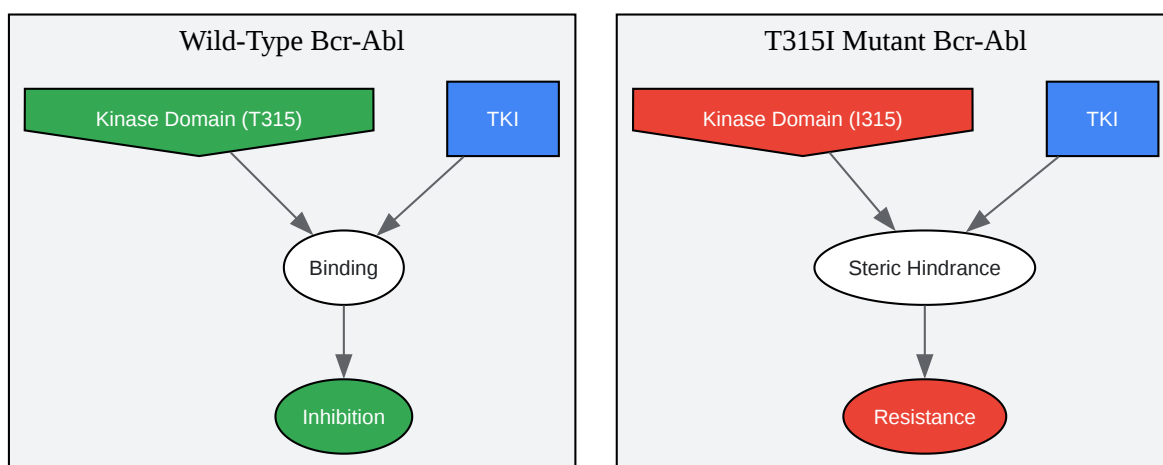 Wild-Type Bcr-Abl
Kinase Domain (T315)
TKI
Binding
Inhibition
T315I Mutant Bcr-Abl
Kinase Domain (I315)
TKI
Steric Hindrance
Resistance